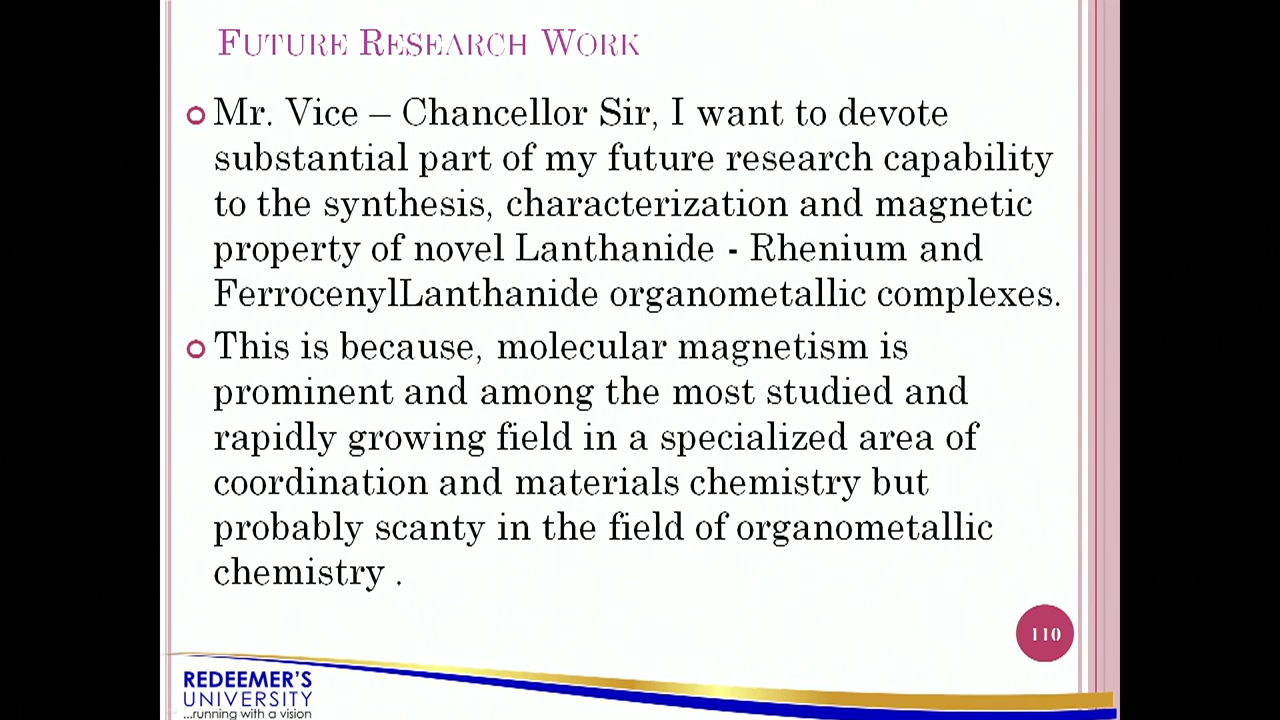 FUTURE RESEARCH WORK
Mr. Vice – Chancellor Sir, I want to devote
substantial part of my future research capability
to the synthesis, characterization and magnetic
property of novel Lanthanide - Rhenium and
FerrocenylLanthanide organometallic complexes.
This is because, molecular magnetism is
prominent and among the most studied and
rapidly growing field in a specialized area of
coordination and materials chemistry but
probably scanty in the field of organometallic
chemistry .
110
REDEEMER'S
UNIVERSITY
...running with a vision